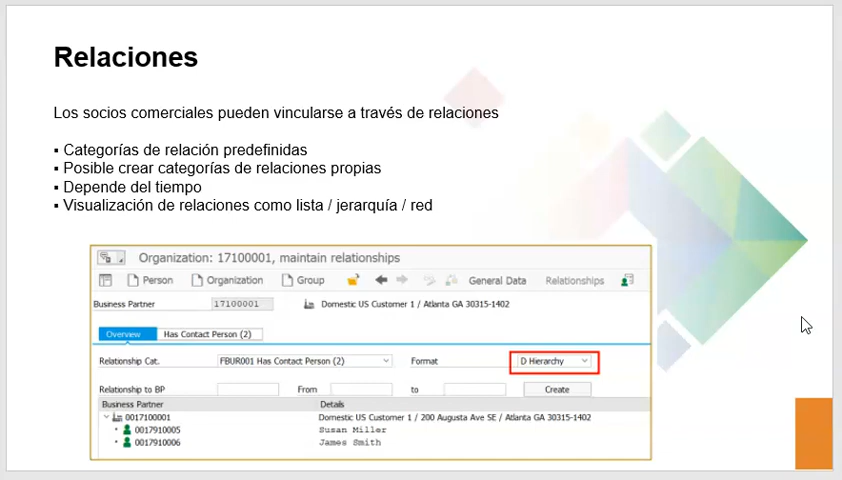 Relaciones
Los socios comerciales pueden vincularse a través de relaciones
▪ Categorías de relación predefinidas
▪ Posible crear categorías de relaciones propias
▪ Depende del tiempo
▪ Visualización de relaciones como lista / jerarquía / red
Organization: 17100001, maintain relationships
Person Organization Group General Data Relationships
Business Partner 17100001 Domestic US Customer 1 / Atlanta GA 30315-1402
Overview Has Contact Person (2)
Relationship Cat. FBUR001 Has Contact Person (2) Format D Hierarchy
Relationship to BP From to Create
Business Partner Details
0017100001 Domestic US Customer 1 / 200 Augusta Ave SE / Atlanta GA 30315-1402
0017910005 Susan Miller
0017910006 James Smith